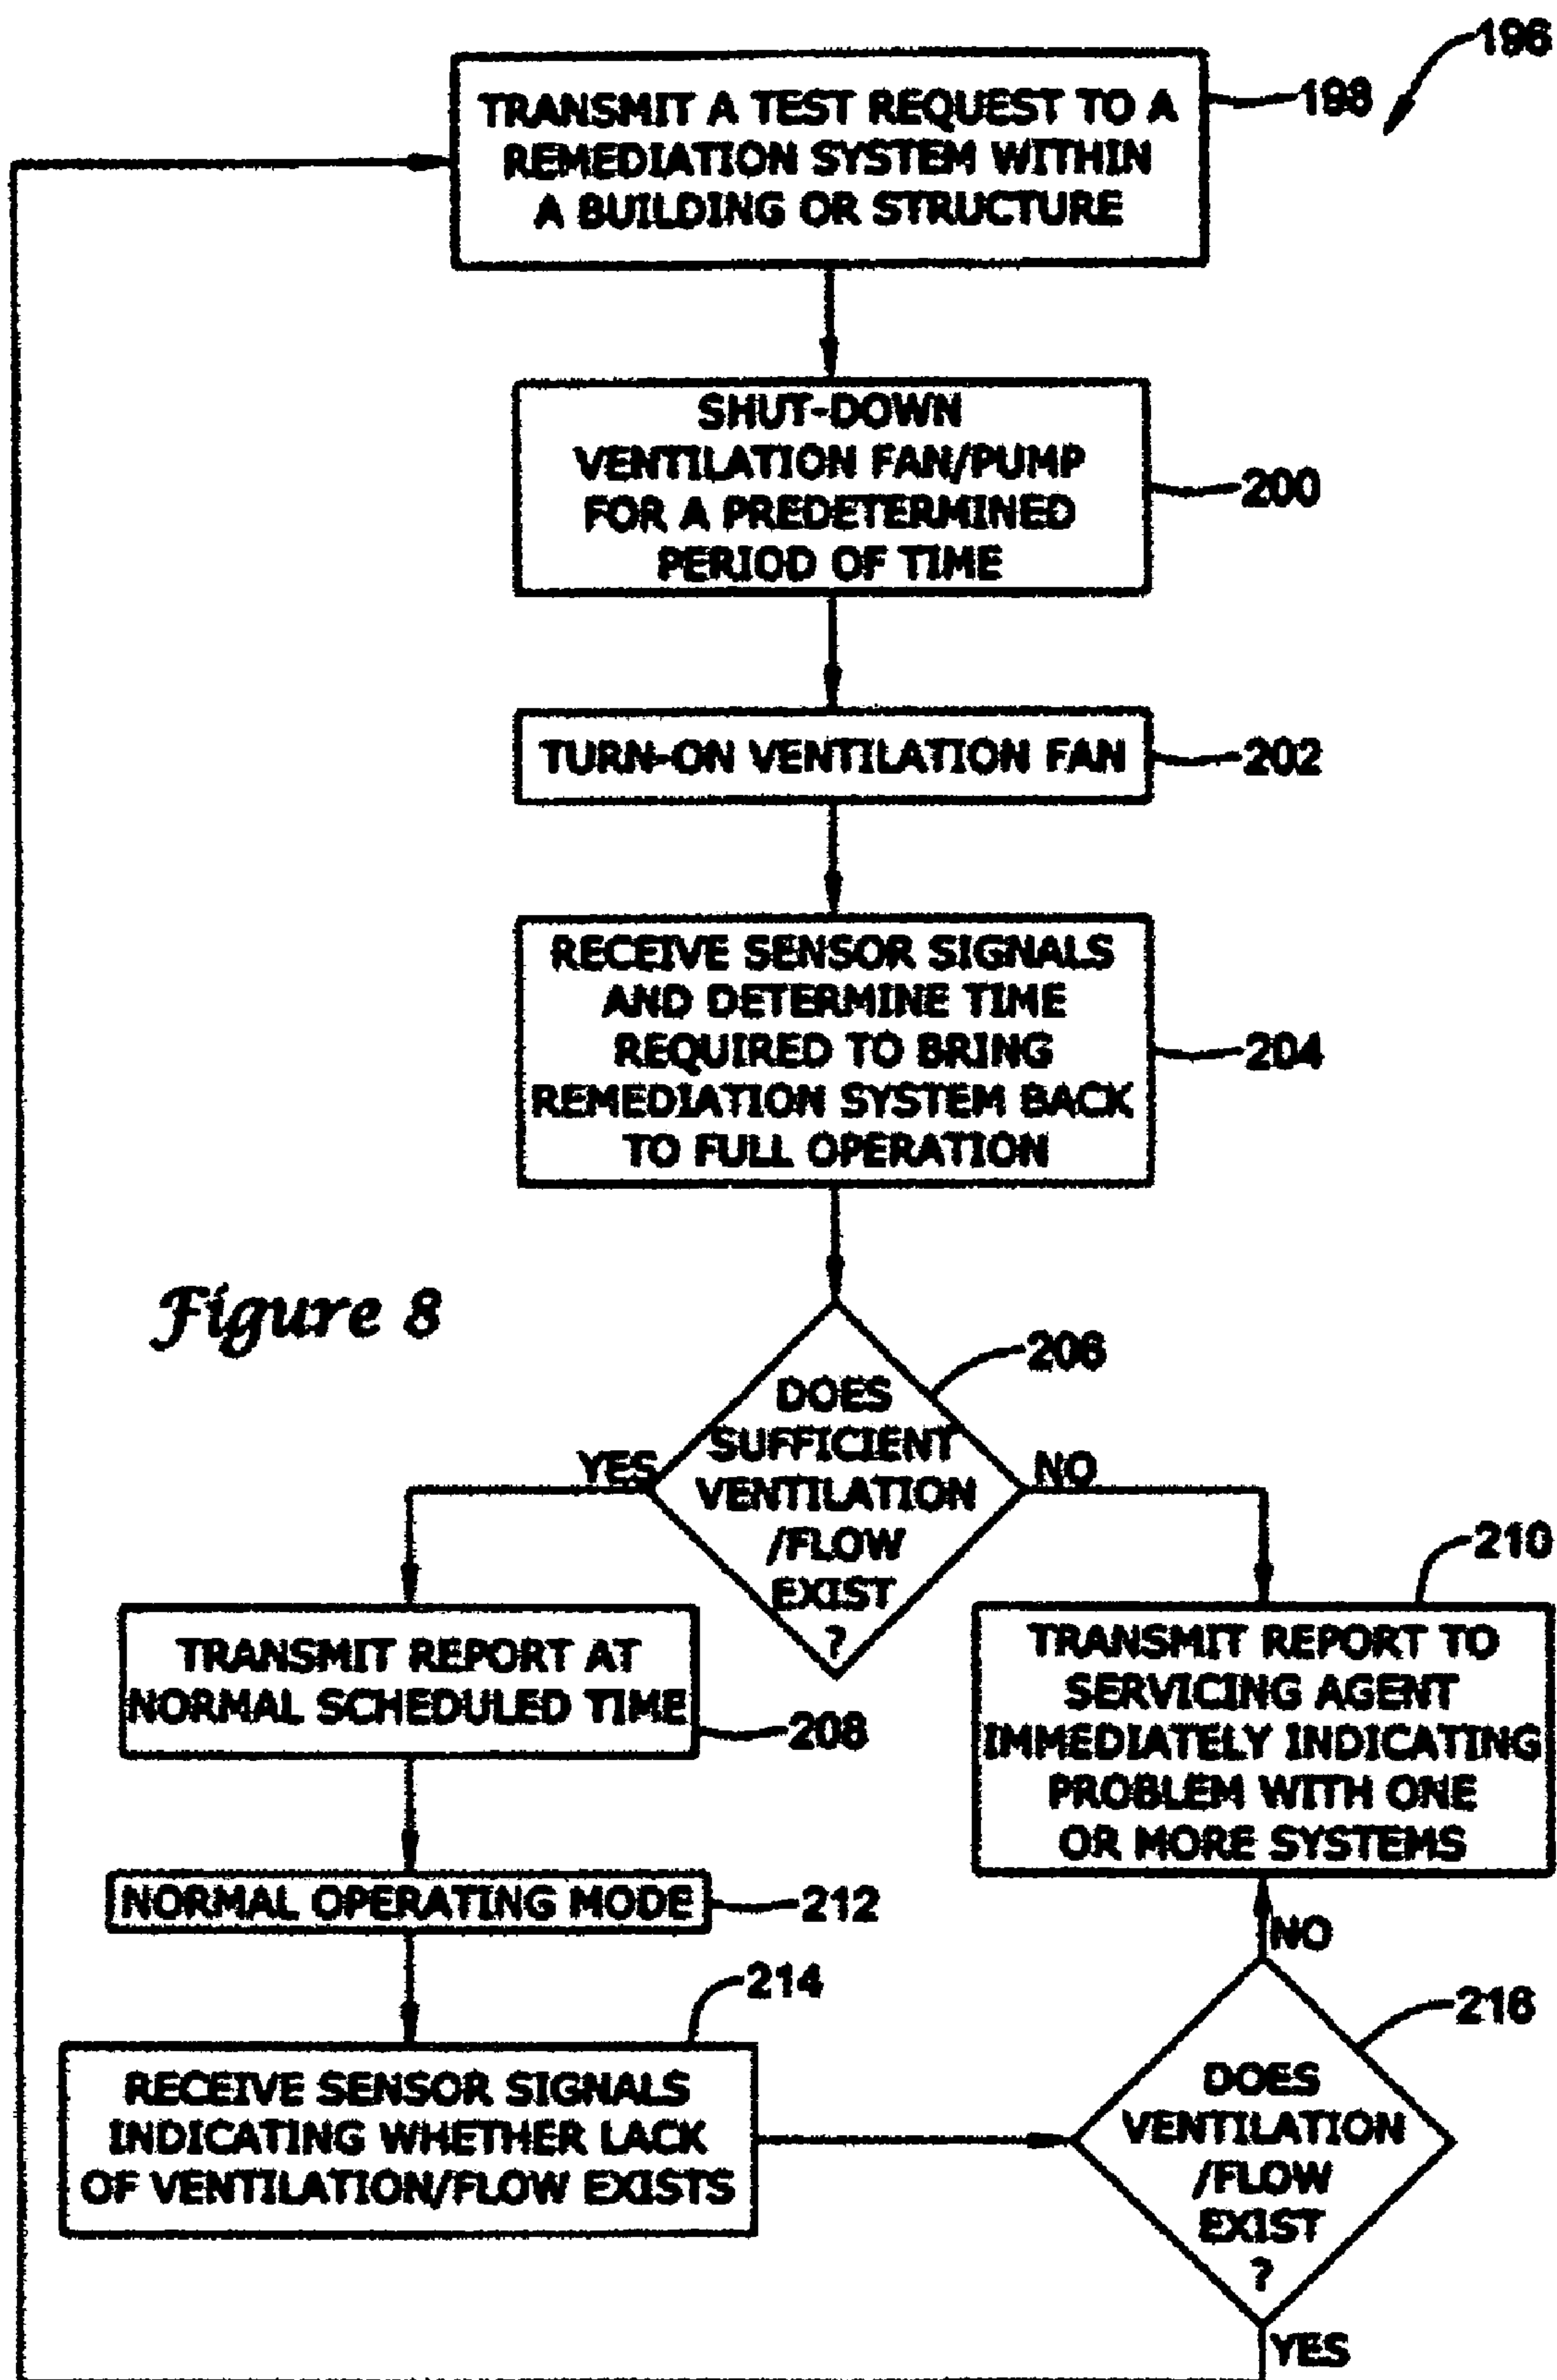 196
TRANSMIT A TEST REQUEST TO A
REMEDIATION SYSTEM WITHIN
A BUILDING OR STRUCTURE
198
SHUT-DOWN
VENTILATION FAN/PUMP
FOR A PREDETERMINED
PERIOD OF TIME
200
TURN-ON VENTILATION FAN
202
RECEIVE SENSOR SIGNALS
AND DETERMINE TIME
REQUIRED TO BRING
REMEDIATION SYSTEM BACK
TO FULL OPERATION
204
Figure 8
206
DOES
SUFFICIENT
VENTILATION
/FLOW
EXIST
?
YES
NO
TRANSMIT REPORT AT
NORMAL SCHEDULED TIME
208
210
TRANSMIT REPORT TO
SERVICING AGENT
IMMEDIATELY INDICATING
PROBLEM WITH ONE
OR MORE SYSTEMS
NORMAL OPERATING MODE
212
214
RECEIVE SENSOR SIGNALS
INDICATING WHETHER LACK
OF VENTILATION/FLOW EXISTS
NO
216
DOES
VENTILATION
/FLOW
EXIST
?
YES